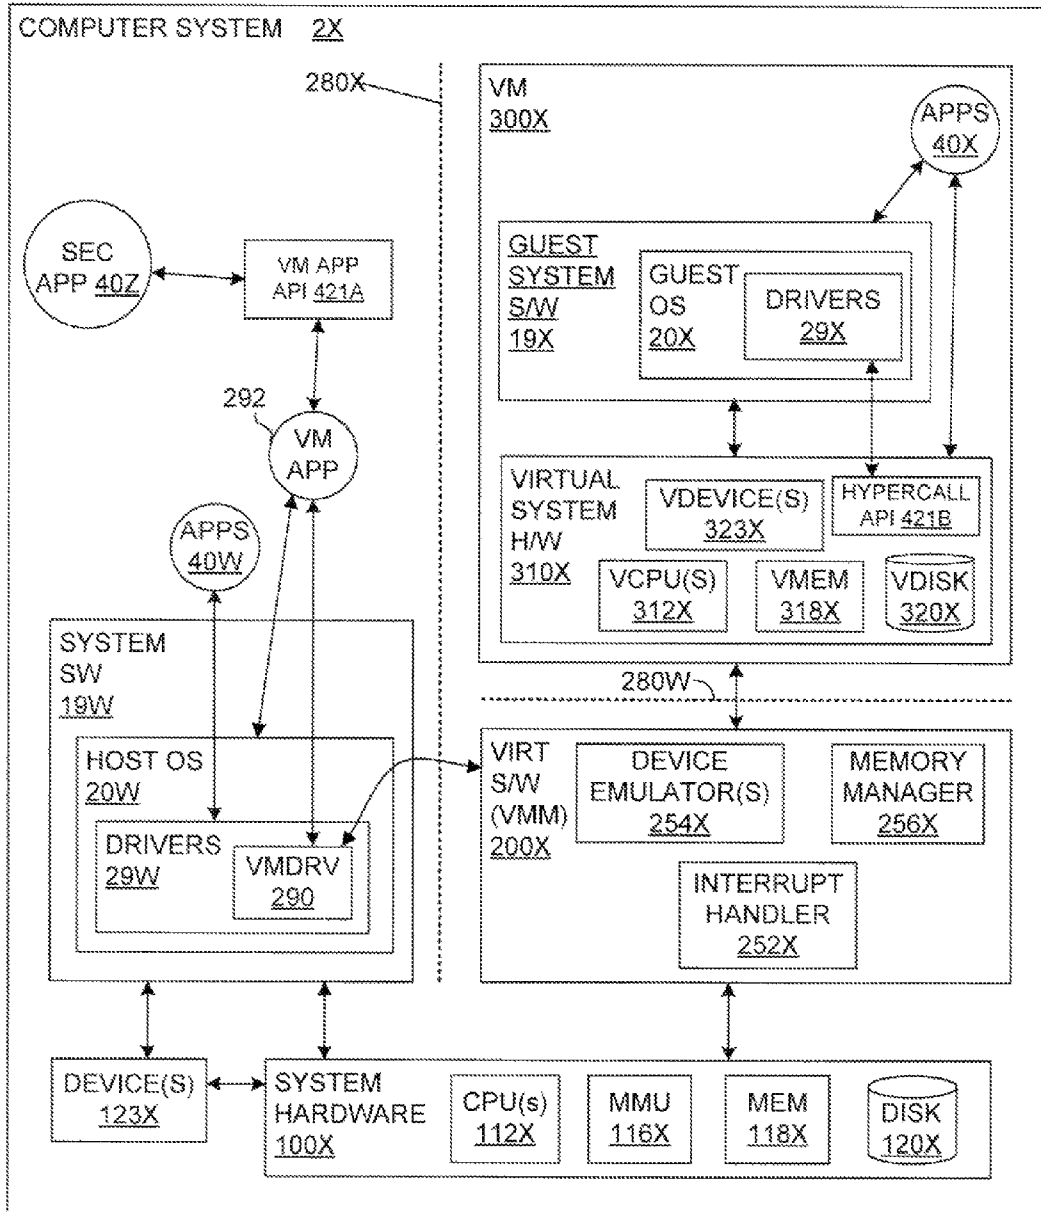 COMPUTER SYSTEM 2X
280X
VM
300X
APPS
40X
SEC
APP 40Z
VM APP
API 421A
GUEST
SYSTEM
S/W
19X
GUEST
OS
20X
DRIVERS
29X
292
VM
APP
VIRTUAL
SYSTEM
H/W
310X
VDEVICE(S)
323X
HYPERCALL
API 421B
VCPU(S)
312X
VMEM
318X
VDISK
320X
APPS
40W
SYSTEM
SW
19W
280W
HOST OS
20W
DRIVERS
29W
VMDRV
290
VIRT
S/W
(VMM)
200X
DEVICE
EMULATOR(S)
254X
MEMORY
MANAGER
256X
INTERRUPT
HANDLER
252X
DEVICE(S)
123X
SYSTEM
HARDWARE
100X
CPU(s)
112X
MMU
116X
MEM
118X
DISK
120X